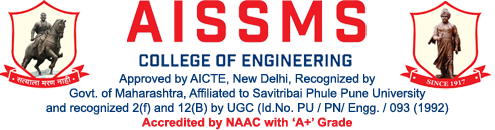 AISSMS
COLLEGE OF ENGINEERING
Approved by AICTE, New Delhi, Recognized by
Govt. of Maharashtra, Affiliated to Savitribai Phule Pune University
and recognized 2(f) and 12(B) by UGC (Id.No. PU / PN/ Engg. / 093 (1992)
Accredited by NAAC with ‘A+’ Grade
सत्याला मरण नाही
SINCE 1917